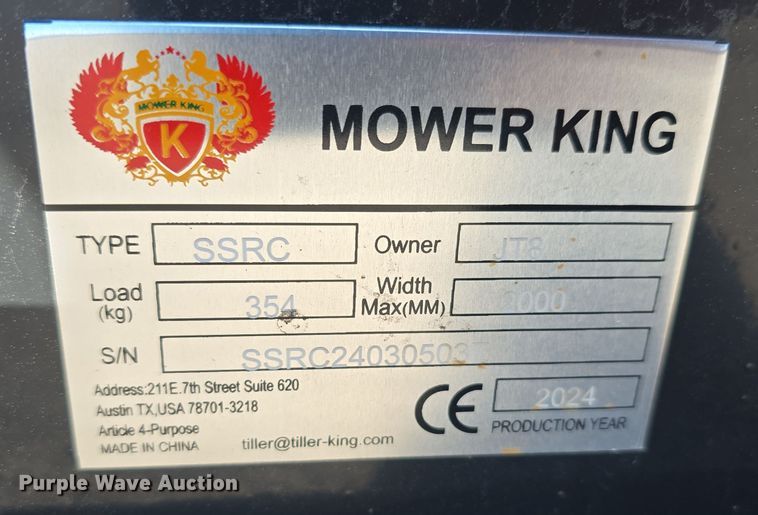 MOWER KING
K
MOWER KING
TYPE SSRC Owner JT8
Load (kg) 354 Width Max(MM)
S/N
Address:211E.7th Street Suite 620
Austin TX,USA 78701-3218
Article 4-Purpose
MADE IN CHINA tiller@tiller-king.com
CE 2024
PRODUCTION YEAR
Purple Wave Auction